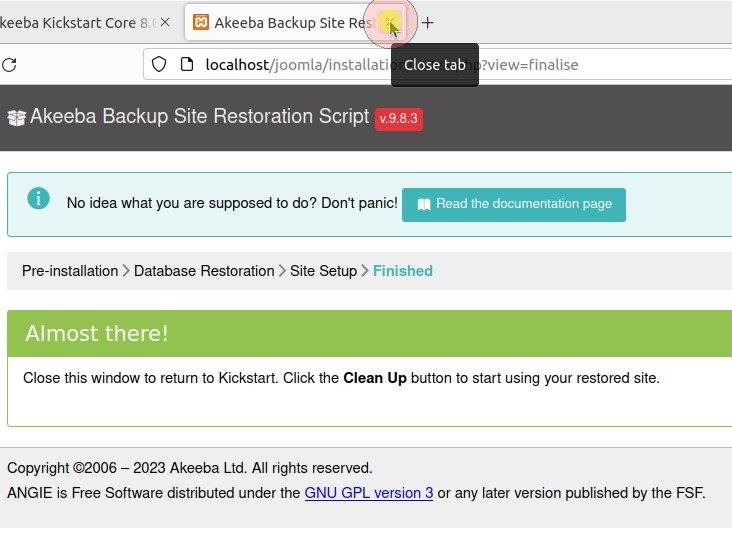 keeba Kickstart Core 8.
Akeeba Backup Site Res
localhost/joomla/installatio p?view=finalise
Close tab
Akeeba Backup Site Restoration Script v.9.8.3
No idea what you are supposed to do? Don't panic! Read the documentation page
Pre-installation Database Restoration Site Setup Finished
Almost there!
Close this window to return to Kickstart. Click the Clean Up button to start using your restored site.
Copyright ©2006 – 2023 Akeeba Ltd. All rights reserved.
ANGIE is Free Software distributed under the GNU GPL version 3 or any later version published by the FSF.